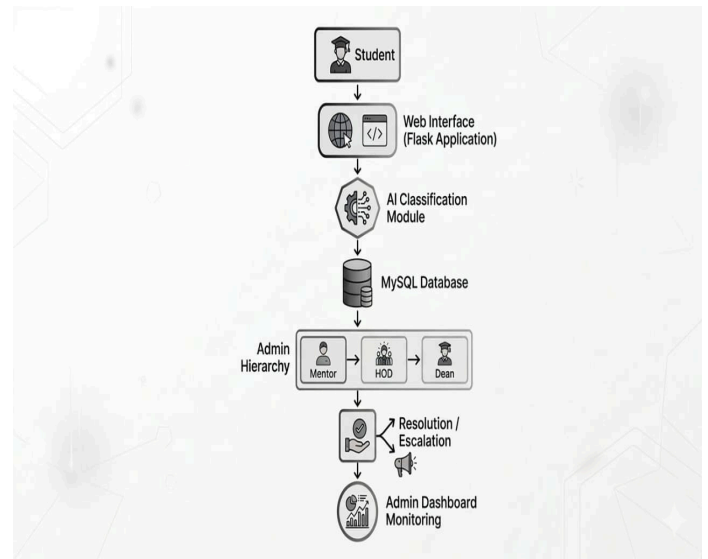 Student
Web Interface
(Flask Application)
</>
AI Classification
Module
MySQL Database
Admin
Hierarchy
Mentor
HOD
Dean
Resolution /
Escalation
Admin Dashboard
Monitoring